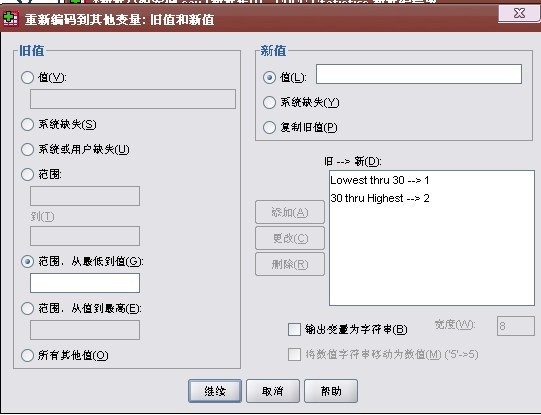 重新编码到其他变量: 旧值和新值
旧值
值(V):
系统缺失(S)
系统或用户缺失(U)
范围:
到(T)
范围，从最低到值(G):
范围，从值到最高(E):
所有其他值(O)
新值
值(L):
系统缺失(Y)
复制旧值(P)
旧 --> 新(D):
Lowest thru 30 --> 1
30 thru Highest --> 2
添加(A)
更改(C)
删除(R)
输出变量为字符串(B)
宽度(W):
8
将数值字符串移动为数值(M) ('5'->5)
继续
取消
帮助